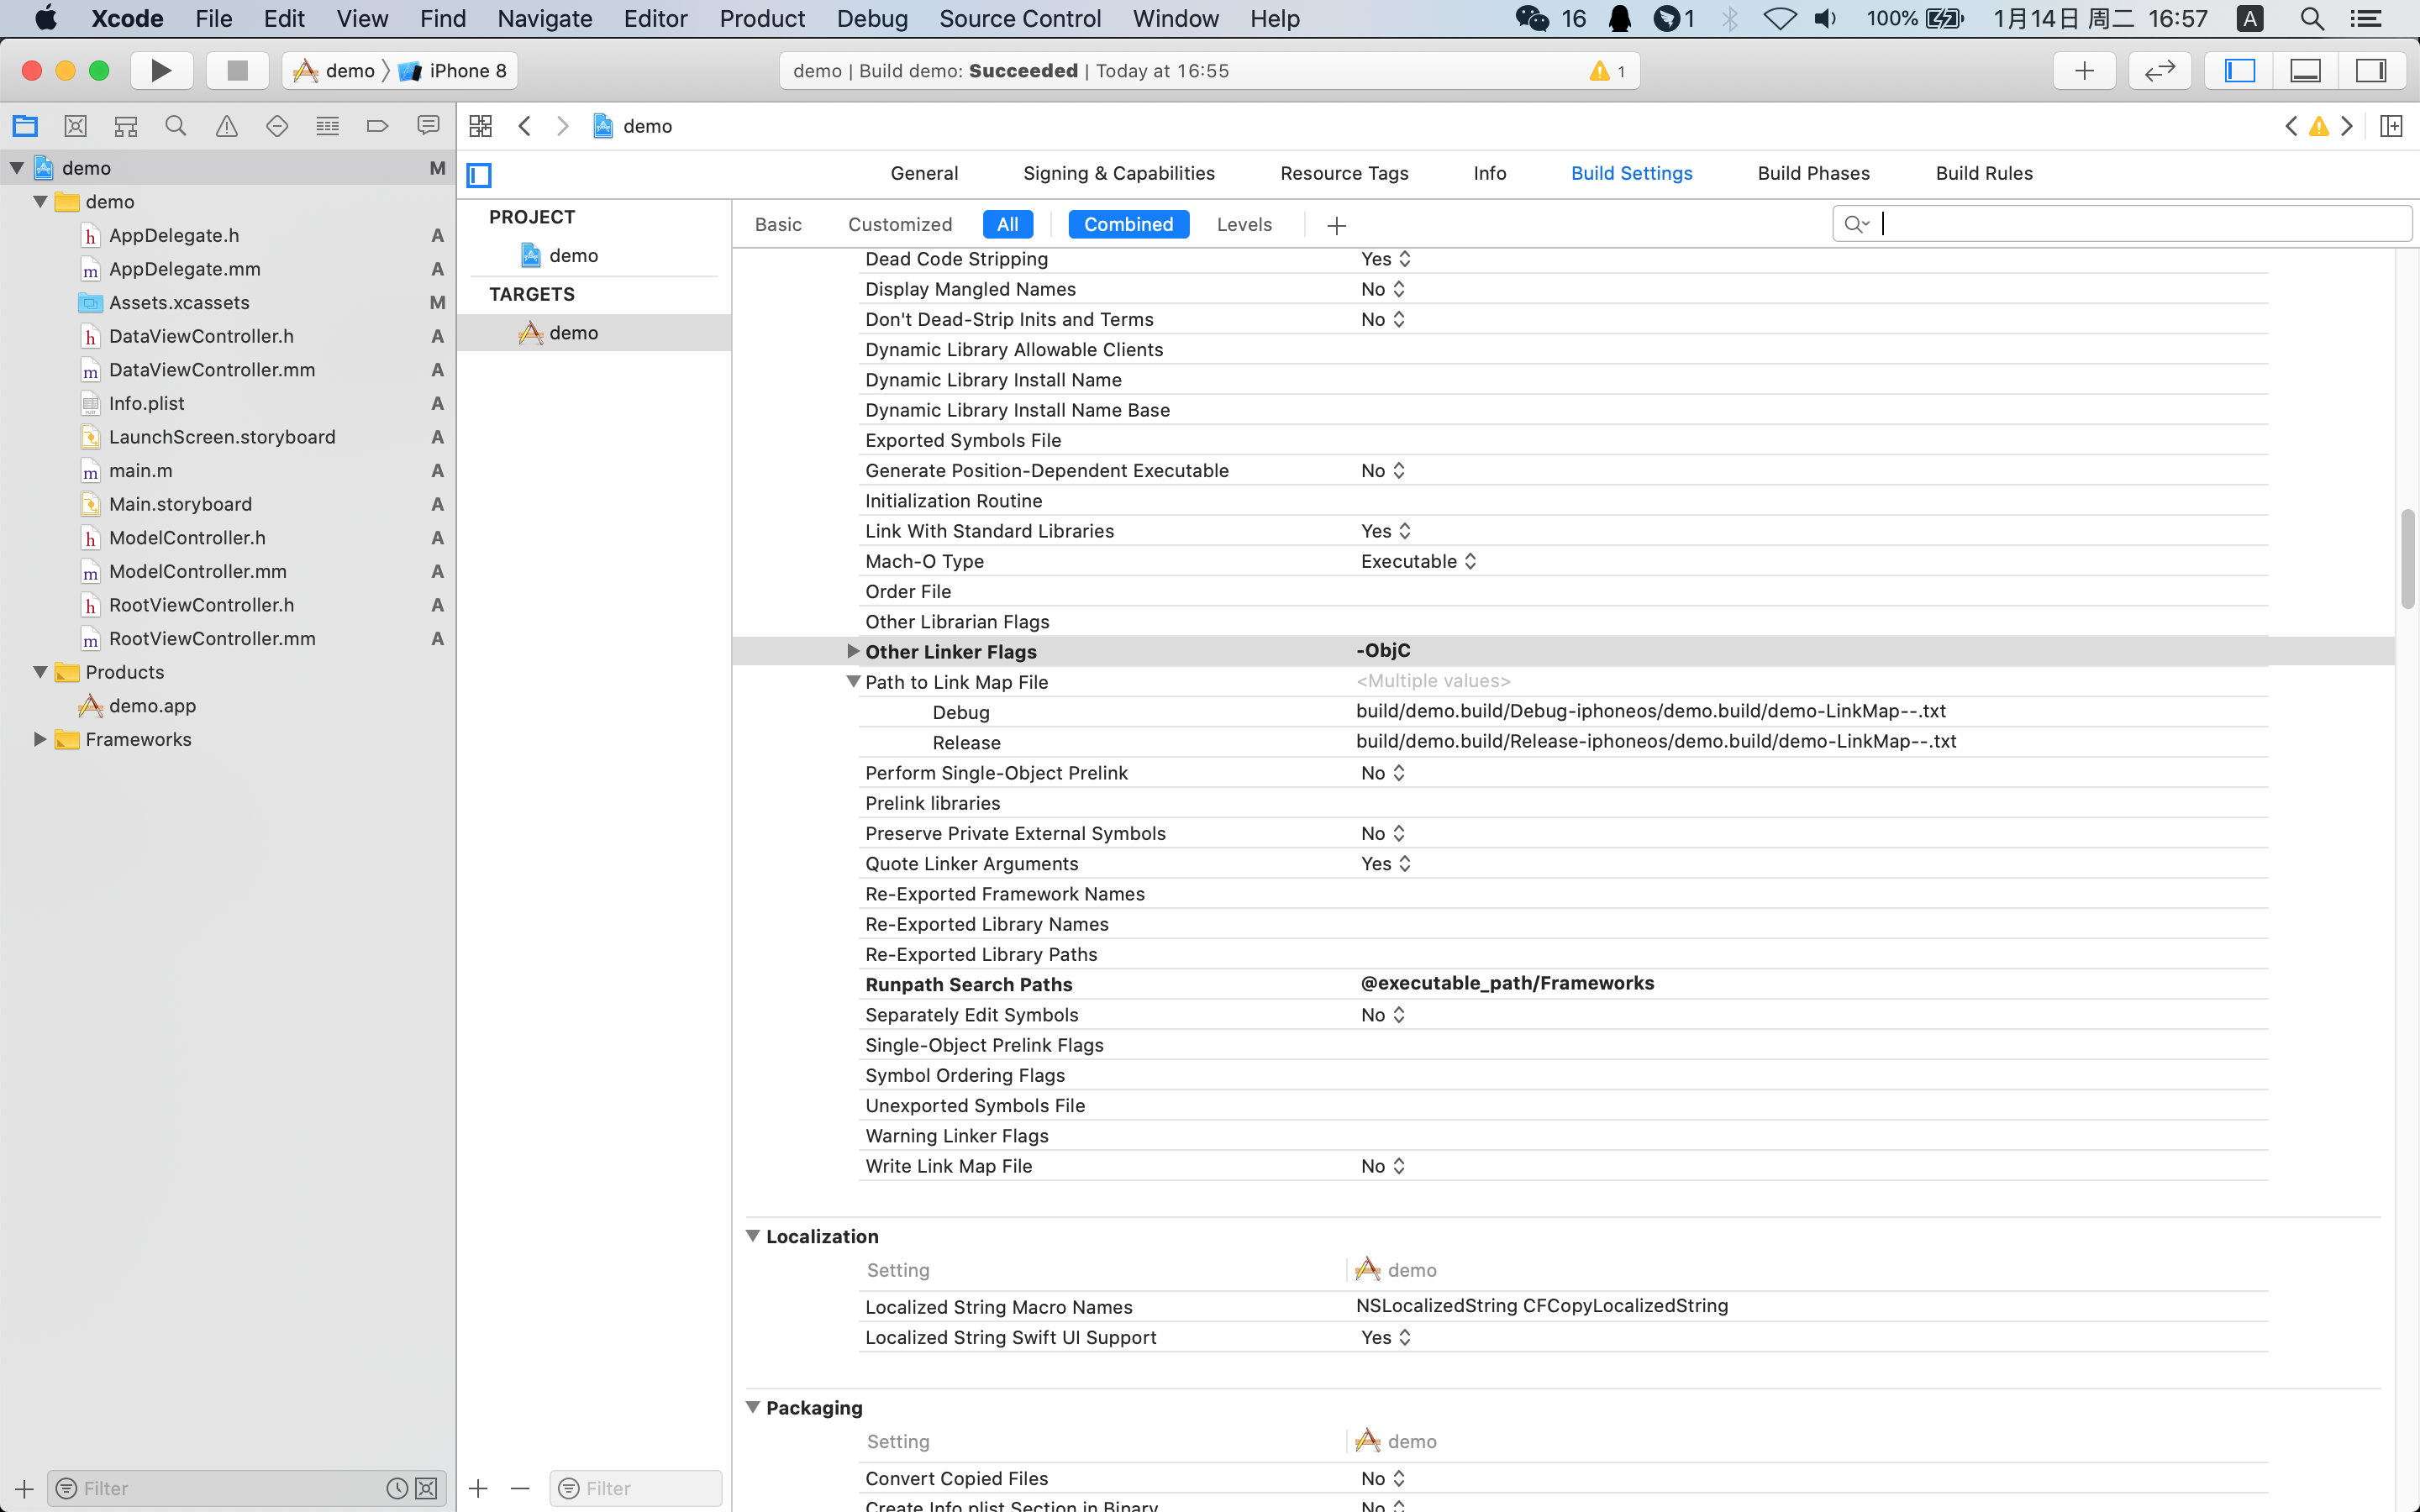 Xcode File Edit View Find Navigate Editor Product Debug Source Control Window Help 16 1 100% 1月14日 周二 16:57 A
demo iPhone 8 demo | Build demo: Succeeded | Today at 16:55 1
demo
General Signing & Capabilities Resource Tags Info Build Settings Build Phases Build Rules
Basic Customized All Combined Levels
demo M
demo
AppDelegate.h A
AppDelegate.mm A
Assets.xcassets M
DataViewController.h A
DataViewController.mm A
Info.plist A
LaunchScreen.storyboard A
main.m A
Main.storyboard A
ModelController.h A
ModelController.mm A
RootViewController.h A
RootViewController.mm A
Products
demo.app
Frameworks
Filter
PROJECT
demo
TARGETS
demo
Filter
Dead Code Stripping Yes
Display Mangled Names No
Don't Dead-Strip Inits and Terms No
Dynamic Library Allowable Clients
Dynamic Library Install Name
Dynamic Library Install Name Base
Exported Symbols File
Generate Position-Dependent Executable No
Initialization Routine
Link With Standard Libraries Yes
Mach-O Type Executable
Order File
Other Librarian Flags
Other Linker Flags -ObjC
Path to Link Map File <Multiple values>
Debug build/demo.build/Debug-iphoneos/demo.build/demo-LinkMap--.txt
Release build/demo.build/Release-iphoneos/demo.build/demo-LinkMap--.txt
Perform Single-Object Prelink No
Prelink libraries
Preserve Private External Symbols No
Quote Linker Arguments Yes
Re-Exported Framework Names
Re-Exported Library Names
Re-Exported Library Paths
Runpath Search Paths @executable_path/Frameworks
Separately Edit Symbols No
Single-Object Prelink Flags
Symbol Ordering Flags
Unexported Symbols File
Warning Linker Flags
Write Link Map File No
Localization
Setting demo
Localized String Macro Names NSLocalizedString CFCopyLocalizedString
Localized String Swift UI Support Yes
Packaging
Setting demo
Convert Copied Files No
Create Info.plist Section in Binary No